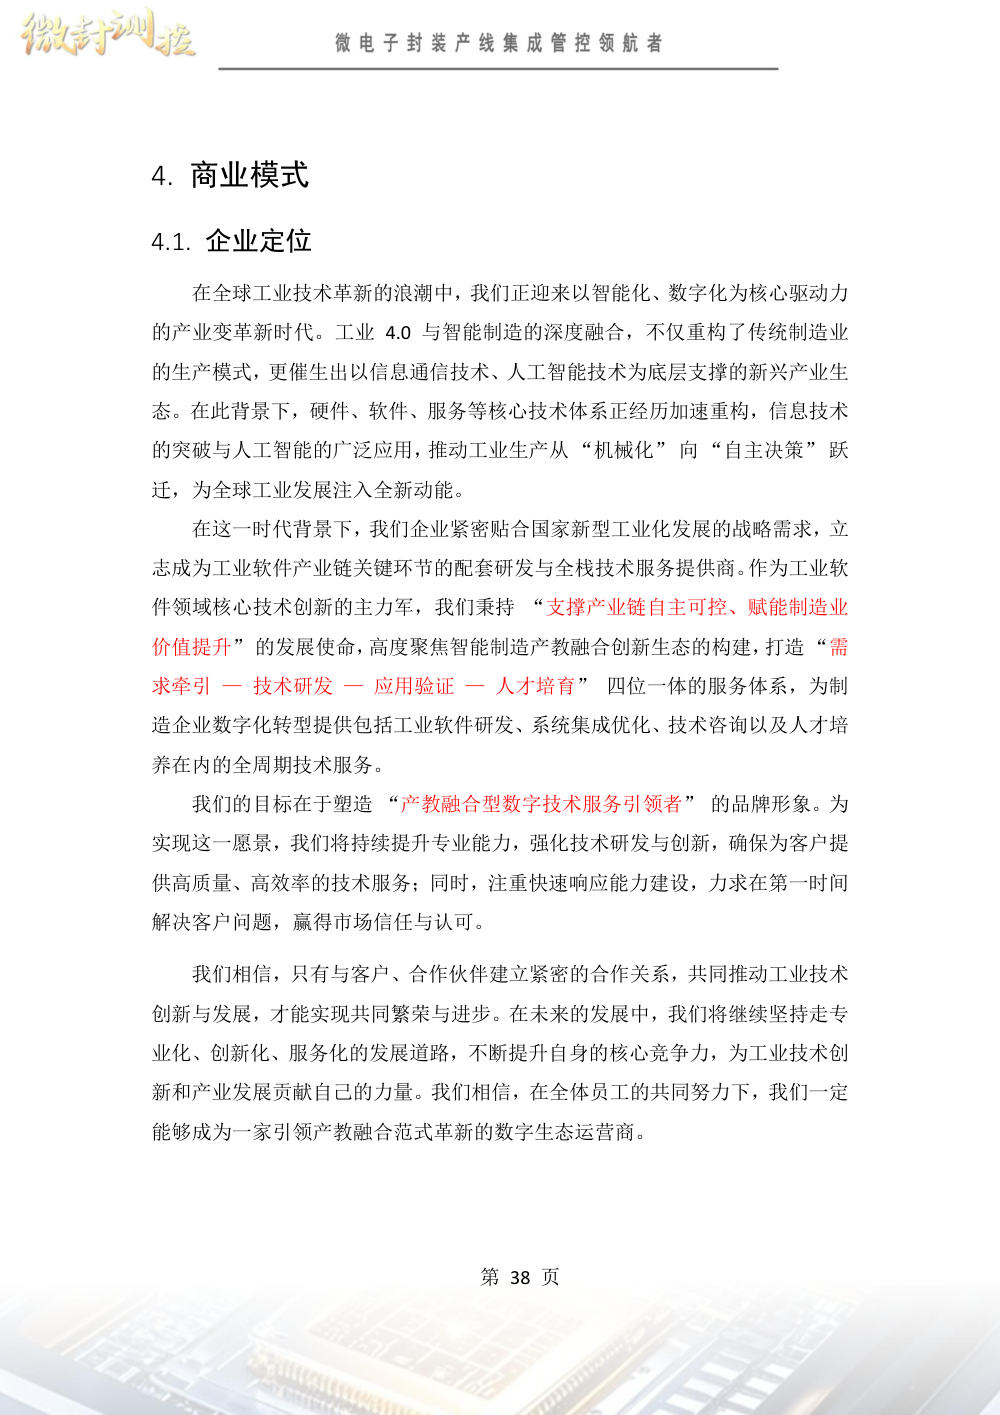 微封测控
微电子封装产线集成管控领航者
4. 商业模式
4.1. 企业定位
在全球工业技术革新的浪潮中，我们正迎来以智能化、数字化为核心驱动力
的产业变革新时代。工业 4.0 与智能制造的深度融合，不仅重构了传统制造业
的生产模式，更催生出以信息通信技术、人工智能技术为底层支撑的新兴产业生
态。在此背景下，硬件、软件、服务等核心技术体系正经历加速重构，信息技术
的突破与人工智能的广泛应用，推动工业生产从 “机械化” 向 “自主决策” 跃
迁，为全球工业发展注入全新动能。
在这一时代背景下，我们企业紧密贴合国家新型工业化发展的战略需求，立
志成为工业软件产业链关键环节的配套研发与全栈技术服务提供商。作为工业软
件领域核心技术创新的主力军，我们秉持 “支撑产业链自主可控、赋能制造业
价值提升” 的发展使命，高度聚焦智能制造产教融合创新生态的构建，打造 “需
求牵引 — 技术研发 — 应用验证 — 人才培育” 四位一体的服务体系，为制
造企业数字化转型提供包括工业软件研发、系统集成优化、技术咨询以及人才培
养在内的全周期技术服务。
我们的目标在于塑造 “产教融合型数字技术服务引领者” 的品牌形象。为
实现这一愿景，我们将持续提升专业能力，强化技术研发与创新，确保为客户提
供高质量、高效率的技术服务；同时，注重快速响应能力建设，力求在第一时间
解决客户问题，赢得市场信任与认可。
我们相信，只有与客户、合作伙伴建立紧密的合作关系，共同推动工业技术
创新与发展，才能实现共同繁荣与进步。在未来的发展中，我们将继续坚持走专
业化、创新化、服务化的发展道路，不断提升自身的核心竞争力，为工业技术创
新和产业发展贡献自己的力量。我们相信，在全体员工的共同努力下，我们一定
能够成为一家引领产教融合范式革新的数字生态运营商。
第 38 页